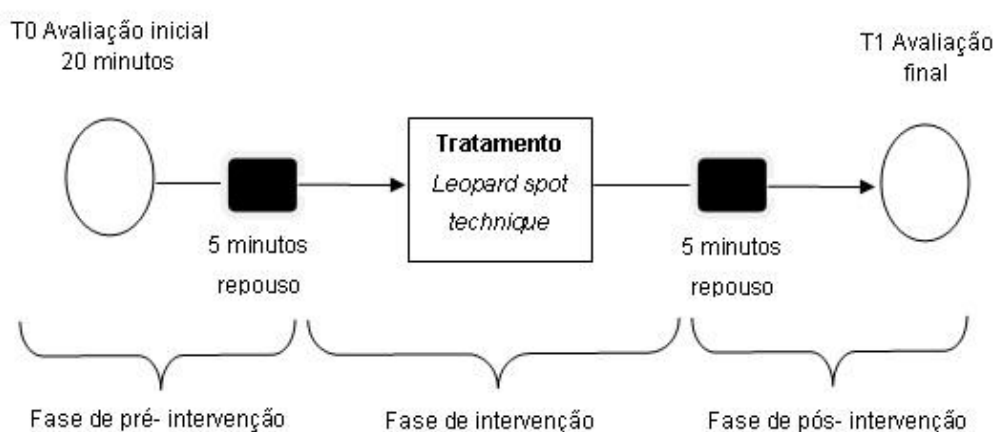 T0 Avaliação inicial
20 minutos
T1 Avaliação
final
Tratamento
Leopard spot
technique
5 minutos
repouso
5 minutos
repouso
Fase de pré- intervenção
Fase de intervenção
Fase de pós- intervenção